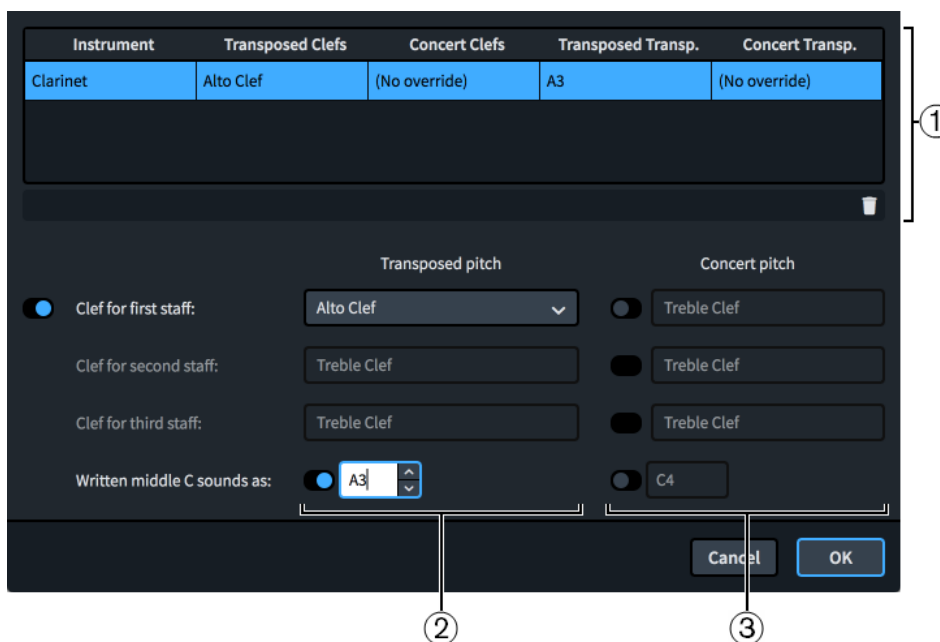 Instrument Transposed Clefs Concert Clefs Transposed Transp. Concert Transp.
Clarinet Alto Clef (No override) A3 (No override)
1
Transposed pitch Concert pitch
Clef for first staff: Alto Clef Treble Clef
Clef for second staff: Treble Clef Treble Clef
Clef for third staff: Treble Clef Treble Clef
Written middle C sounds as: A3 C4
Cancel OK
2 3